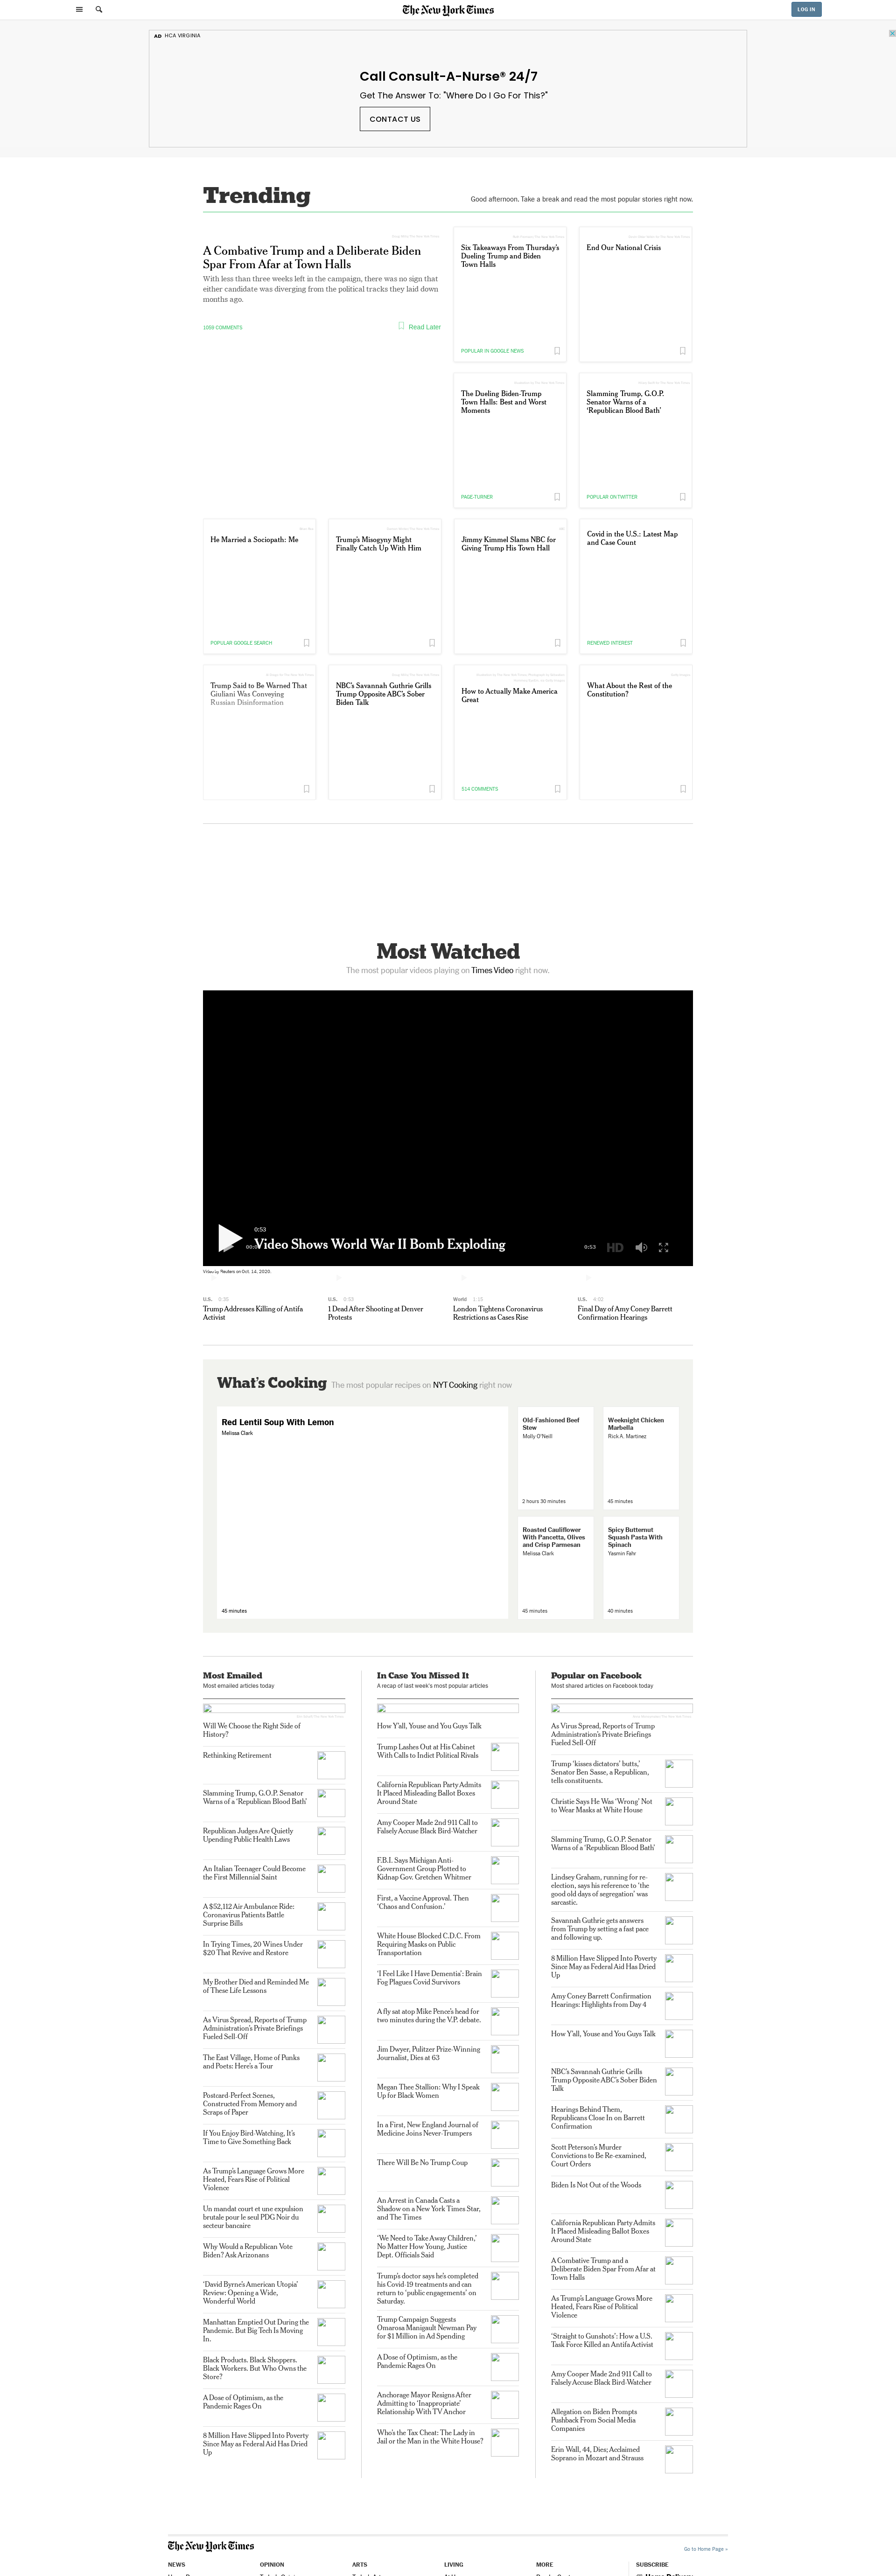 The New York Times
LOG IN
AD HCA VIRGINIA
Call Consult-A-Nurse® 24/7
Get The Answer To: "Where Do I Go For This?"
CONTACT US
Trending
Good afternoon. Take a break and read the most popular stories right now.
A Combative Trump and a Deliberate Biden
Spar From Afar at Town Halls
With less than three weeks left in the campaign, there was no sign that
either candidate was diverging from the political tracks they laid down
months ago.
1059 COMMENTS
Read Later
Six Takeaways From Thursday's
Dueling Trump and Biden
Town Halls
POPULAR IN GOOGLE NEWS
End Our National Crisis
The Dueling Biden-Trump
Town Halls: Best and Worst
Moments
PAGE-TURNER
Slamming Trump, G.O.P.
Senator Warns of a
'Republican Blood Bath'
POPULAR ON TWITTER
He Married a Sociopath: Me
POPULAR GOOGLE SEARCH
Trump's Misogyny Might
Finally Catch Up With Him
Jimmy Kimmel Slams NBC for
Giving Trump His Town Hall
Covid in the U.S.: Latest Map
and Case Count
RENEWED INTEREST
Trump Said to Be Warned That
Giuliani Was Conveying
Russian Disinformation
NBC's Savannah Guthrie Grills
Trump Opposite ABC's Sober
Biden Talk
How to Actually Make America
Great
514 COMMENTS
What About the Rest of the
Constitution?
Most Watched
The most popular videos playing on Times Video right now.
0:53
Video Shows World War II Bomb Exploding
0:53
HD
Video by Reuters on Oct. 14, 2020.
U.S. 0:35
Trump Addresses Killing of Antifa
Activist
U.S. 0:53
1 Dead After Shooting at Denver
Protests
World 1:15
London Tightens Coronavirus
Restrictions as Cases Rise
U.S. 4:02
Final Day of Amy Coney Barrett
Confirmation Hearings
What's Cooking The most popular recipes on NYT Cooking right now
Red Lentil Soup With Lemon
Melissa Clark
45 minutes
Old-Fashioned Beef
Stew
Molly O'Neill
2 hours 30 minutes
Weeknight Chicken
Marbella
Rick A. Martinez
45 minutes
Roasted Cauliflower
With Pancetta, Olives
and Crisp Parmesan
Melissa Clark
45 minutes
Spicy Butternut
Squash Pasta With
Spinach
Yasmin Fahr
40 minutes
Most Emailed
Most emailed articles today
Will We Choose the Right Side of
History?
Rethinking Retirement
Slamming Trump, G.O.P. Senator
Warns of a 'Republican Blood Bath'
Republican Judges Are Quietly
Upending Public Health Laws
An Italian Teenager Could Become
the First Millennial Saint
A $52,112 Air Ambulance Ride:
Coronavirus Patients Battle
Surprise Bills
In Trying Times, 20 Wines Under
$20 That Revive and Restore
My Brother Died and Reminded Me
of These Life Lessons
As Virus Spread, Reports of Trump
Administration's Private Briefings
Fueled Sell-Off
The East Village, Home of Punks
and Poets: Here's a Tour
Postcard-Perfect Scenes,
Constructed From Memory and
Scraps of Paper
If You Enjoy Bird-Watching, It's
Time to Give Something Back
As Trump's Language Grows More
Heated, Fears Rise of Political
Violence
Un mandat court et une expulsion
brutale pour le seul PDG Noir du
secteur bancaire
Why Would a Republican Vote
Biden? Ask Arizonans
'David Byrne's American Utopia'
Review: Opening a Wide,
Wonderful World
Manhattan Emptied Out During the
Pandemic. But Big Tech Is Moving
In.
Black Products. Black Shoppers.
Black Workers. But Who Owns the
Store?
A Dose of Optimism, as the
Pandemic Rages On
8 Million Have Slipped Into Poverty
Since May as Federal Aid Has Dried
Up
In Case You Missed It
A recap of last week's most popular articles
How Y'all, Youse and You Guys Talk
Trump Lashes Out at His Cabinet
With Calls to Indict Political Rivals
California Republican Party Admits
It Placed Misleading Ballot Boxes
Around State
Amy Cooper Made 2nd 911 Call to
Falsely Accuse Black Bird-Watcher
F.B.I. Says Michigan Anti-
Government Group Plotted to
Kidnap Gov. Gretchen Whitmer
First, a Vaccine Approval. Then
'Chaos and Confusion.'
White House Blocked C.D.C. From
Requiring Masks on Public
Transportation
'I Feel Like I Have Dementia': Brain
Fog Plagues Covid Survivors
A fly sat atop Mike Pence's head for
two minutes during the V.P. debate.
Jim Dwyer, Pulitzer Prize-Winning
Journalist, Dies at 63
Megan Thee Stallion: Why I Speak
Up for Black Women
In a First, New England Journal of
Medicine Joins Never-Trumpers
There Will Be No Trump Coup
An Arrest in Canada Casts a
Shadow on a New York Times Star,
and The Times
'We Need to Take Away Children,'
No Matter How Young, Justice
Dept. Officials Said
Trump's doctor says he's completed
his Covid-19 treatments and can
return to 'public engagements' on
Saturday.
Trump Campaign Suggests
Omarosa Manigault Newman Pay
for $1 Million in Ad Spending
A Dose of Optimism, as the
Pandemic Rages On
Anchorage Mayor Resigns After
Admitting to 'Inappropriate'
Relationship With TV Anchor
Who's the Tax Cheat: The Lady in
Jail or the Man in the White House?
Popular on Facebook
Most shared articles on Facebook today
As Virus Spread, Reports of Trump
Administration's Private Briefings
Fueled Sell-Off
Trump 'kisses dictators' butts,'
Senator Ben Sasse, a Republican,
tells constituents.
Christie Says He Was 'Wrong' Not
to Wear Masks at White House
Slamming Trump, G.O.P. Senator
Warns of a 'Republican Blood Bath'
Lindsey Graham, running for re-
election, says his reference to 'the
good old days of segregation' was
sarcastic.
Savannah Guthrie gets answers
from Trump by setting a fast pace
and following up.
8 Million Have Slipped Into Poverty
Since May as Federal Aid Has Dried
Up
Amy Coney Barrett Confirmation
Hearings: Highlights from Day 4
How Y'all, Youse and You Guys Talk
NBC's Savannah Guthrie Grills
Trump Opposite ABC's Sober Biden
Talk
Hearings Behind Them,
Republicans Close In on Barrett
Confirmation
Scott Peterson's Murder
Convictions to Be Re-examined,
Court Orders
Biden Is Not Out of the Woods
California Republican Party Admits
It Placed Misleading Ballot Boxes
Around State
A Combative Trump and a
Deliberate Biden Spar From Afar at
Town Halls
As Trump's Language Grows More
Heated, Fears Rise of Political
Violence
'Straight to Gunshots': How a U.S.
Task Force Killed an Antifa Activist
Amy Cooper Made 2nd 911 Call to
Falsely Accuse Black Bird-Watcher
Allegation on Biden Prompts
Pushback From Social Media
Companies
Erin Wall, 44, Dies; Acclaimed
Soprano in Mozart and Strauss
The New York Times
Go to Home Page »
NEWS
OPINION
ARTS
LIVING
MORE
SUBSCRIBE